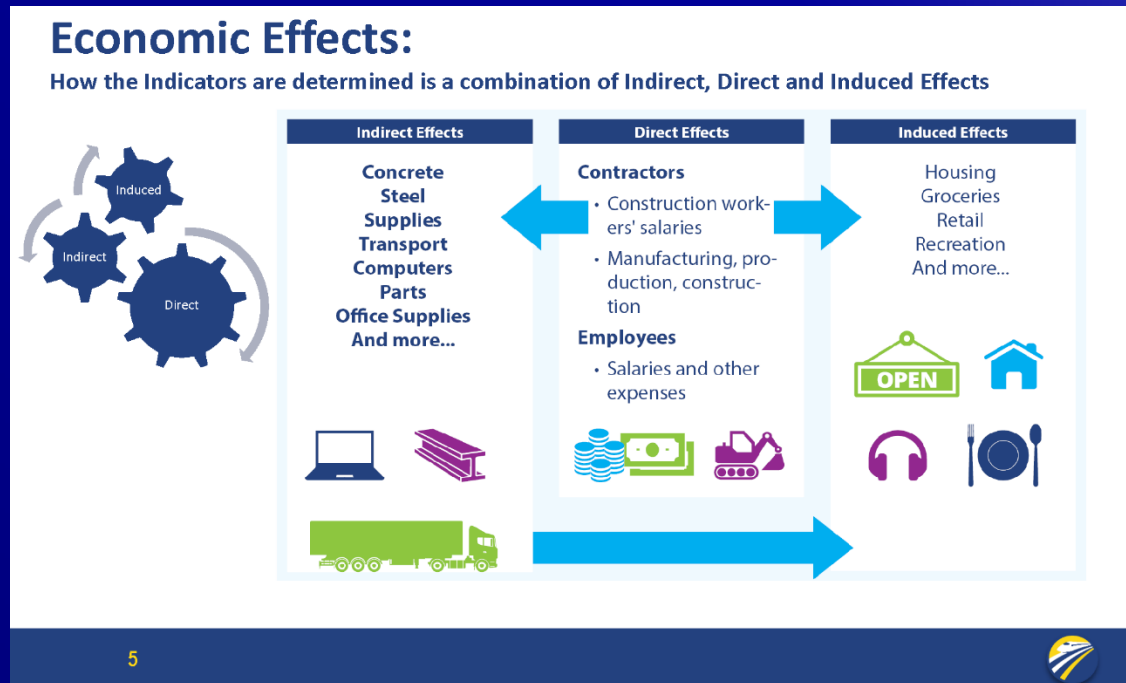 Economic Effects:
How the Indicators are determined is a combination of Indirect, Direct and Induced Effects
Induced
Indirect
Direct
Indirect Effects
Concrete
Steel
Supplies
Transport
Computers
Parts
Office Supplies
And more...
Direct Effects
Contractors
• Construction work-
ers' salaries
• Manufacturing, pro-
duction, construc-
tion
Employees
• Salaries and other
expenses
Induced Effects
Housing
Groceries
Retail
Recreation
And more...
OPEN
5